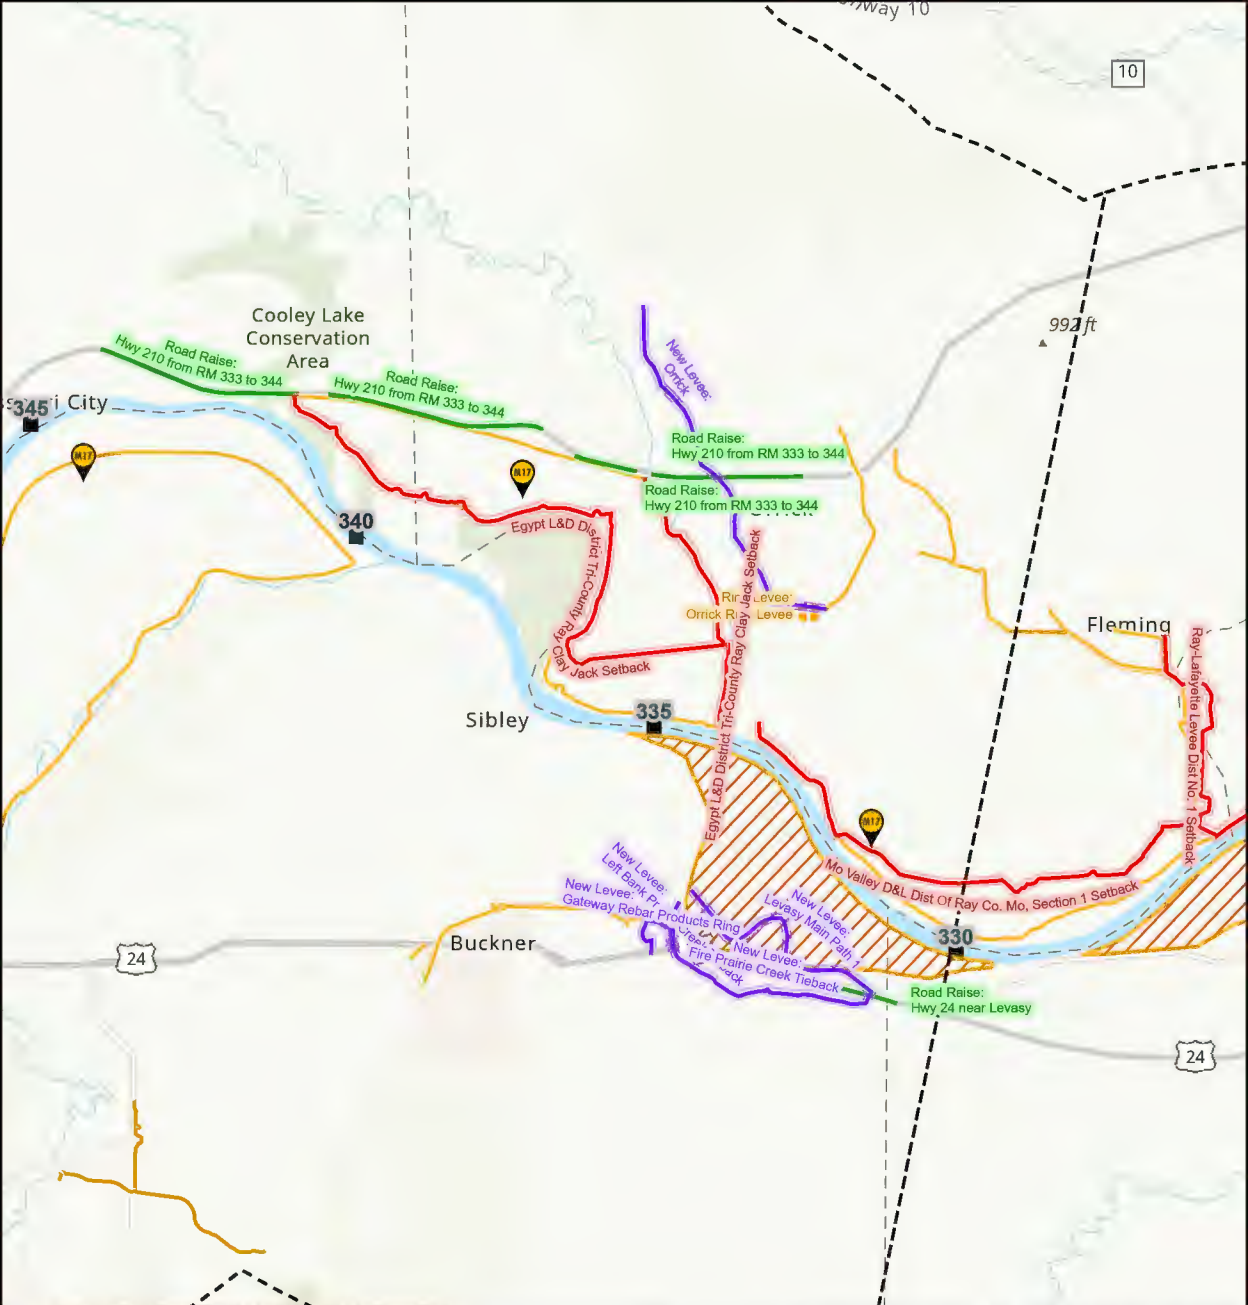 10
992 ft
Cooley Lake
Conservation
Area
Road Raise:
Hwy 210 from RM 333 to 344
Road Raise:
Hwy 210 from RM 333 to 344
New Levee:
Orrick
345
City
Road Raise:
Hwy 210 from RM 333 to 344
Road Raise:
Hwy 210 from RM 333 to 344
M17
M17
340
Egypt L&D District Tri-County Ray Clay Jack Setback
Egypt L&D District Tri-County Ray Clay Jack Setback
Ring Levee:
Orrick Ring Levee
Fleming
Ray-Lafayette Levee Dist No. 1 Setback
Sibley
335
M17
Mo Valley D&L Dist Of Ray Co. Mo, Section 1 Setback
New Levee:
Left Bank
New Levee:
Gateway Rebar Products Ring
New Levee:
Levasy Main Path 1
New Levee:
Fire Prairie Creek Tieback
330
Buckner
24
Road Raise:
Hwy 24 near Levasy
24